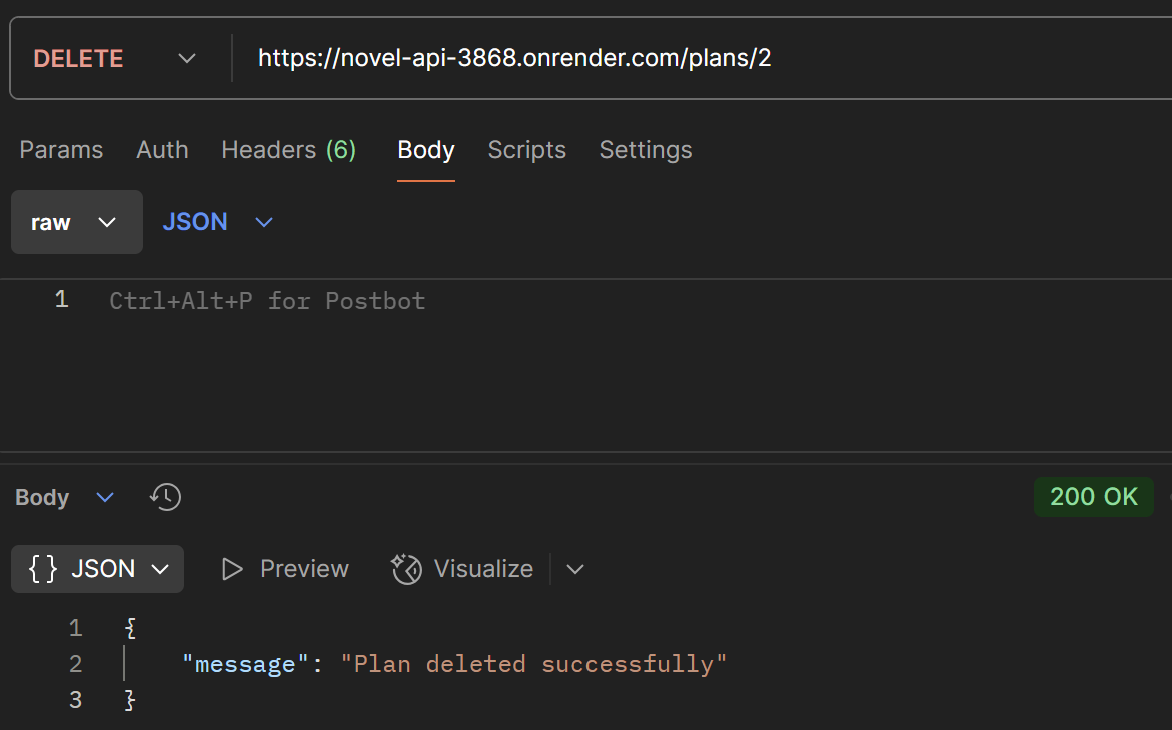 DELETE https://novel-api-3868.onrender.com/plans/2
Params Auth Headers (6) Body Scripts Settings
raw JSON
1 Ctrl+Alt+P for Postbot
Body 200 OK
{} JSON Preview Visualize
1 {
2 "message": "Plan deleted successfully"
3 }